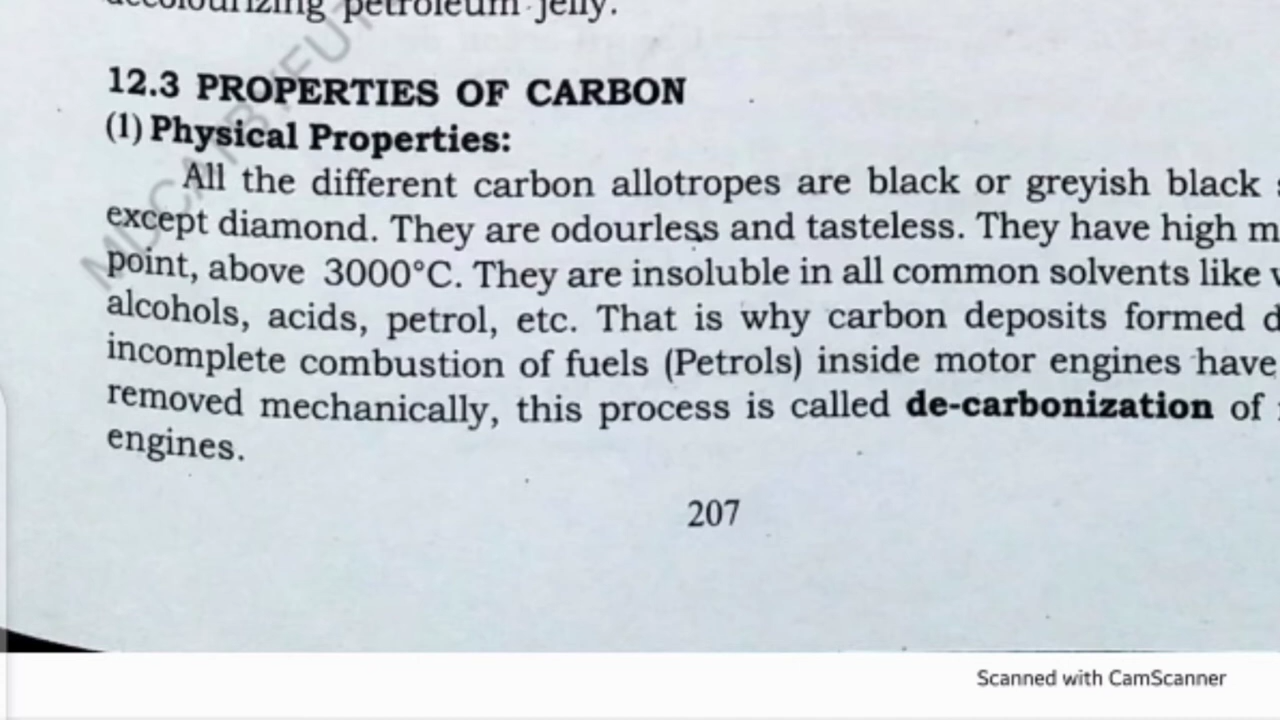 decolourizing petroleum jelly.
12.3 PROPERTIES OF CARBON
(1) Physical Properties:
All the different carbon allotropes are black or greyish black
except diamond. They are odourless and tasteless. They have high
point, above 3000°C. They are insoluble in all common solvents like
alcohols, acids, petrol, etc. That is why carbon deposits formed
incomplete combustion of fuels (Petrols) inside motor engines have
removed mechanically, this process is called de-carbonization of
engines.
207
Scanned with CamScanner